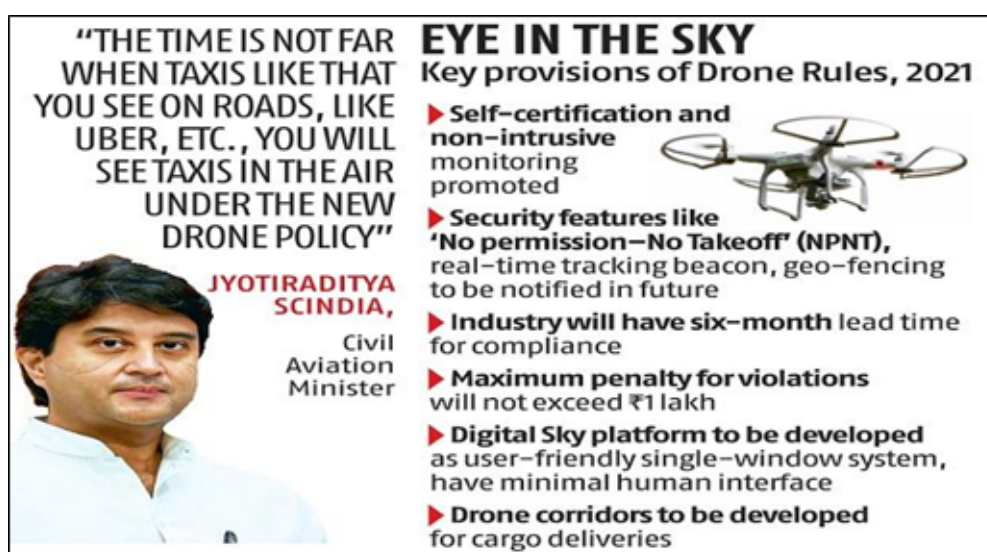 “THE TIME IS NOT FAR
WHEN TAXIS LIKE THAT
YOU SEE ON ROADS, LIKE
UBER, ETC., YOU WILL
SEE TAXIS IN THE AIR
UNDER THE NEW
DRONE POLICY”
JYOTIRADITYA
SCINDIA,
Civil
Aviation
Minister
EYE IN THE SKY
Key provisions of Drone Rules, 2021
Self-certification and
non-intrusive
monitoring
promoted
Security features like
‘No permission—No Takeoff’ (NPNT),
real-time tracking beacon, geo-fencing
to be notified in future
Industry will have six-month lead time
for compliance
Maximum penalty for violations
will not exceed ₹1 lakh
Digital Sky platform to be developed
as user-friendly single-window system,
have minimal human interface
Drone corridors to be developed
for cargo deliveries